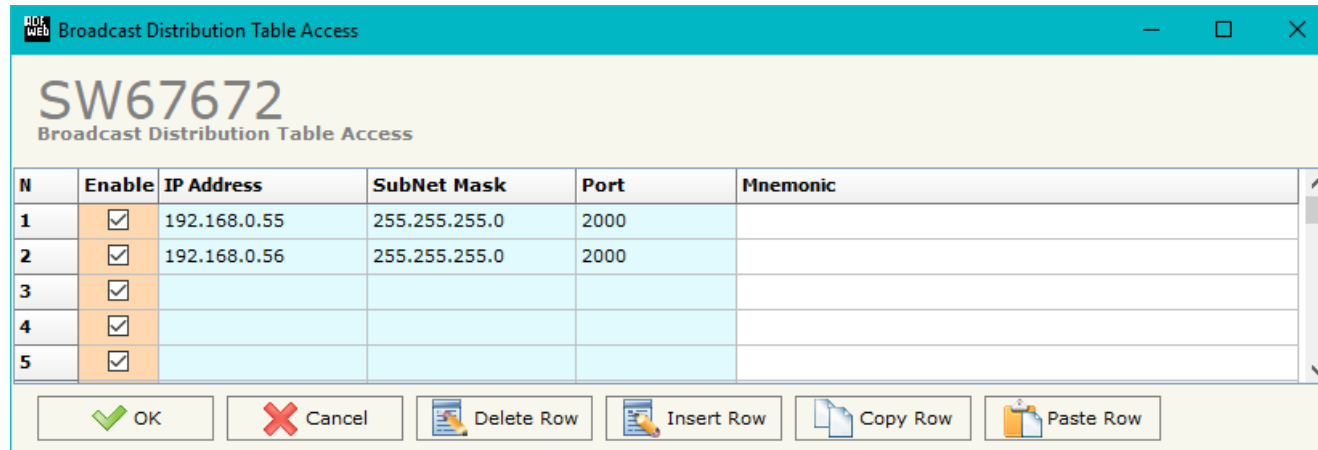 ADF WEB Broadcast Distribution Table Access
SW67672
Broadcast Distribution Table Access
N Enable IP Address SubNet Mask Port Mnemonic
1 192.168.0.55 255.255.255.0 2000
2 192.168.0.56 255.255.255.0 2000
3
4
5
OK Cancel Delete Row Insert Row Copy Row Paste Row